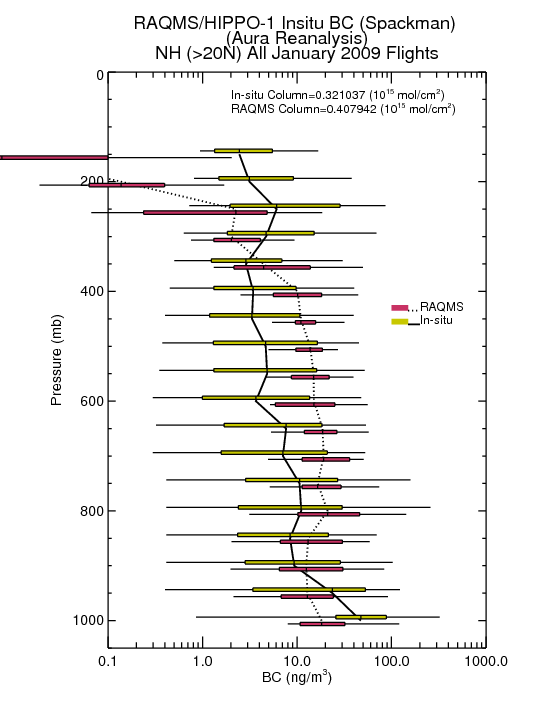 RAQMS/HIPPO-1 Insitu BC (Spackman)
(Aura Reanalysis)
NH (>20N) All January 2009 Flights
0
In-situ Column=0.321037 (10¹⁵ mol/cm²)
RAQMS Column=0.407942 (10¹⁵ mol/cm²)
200
400
RAQMS
In-situ
Pressure (mb)
600
800
1000
0.1 1.0 10.0 100.0 1000.0
BC (ng/m³)